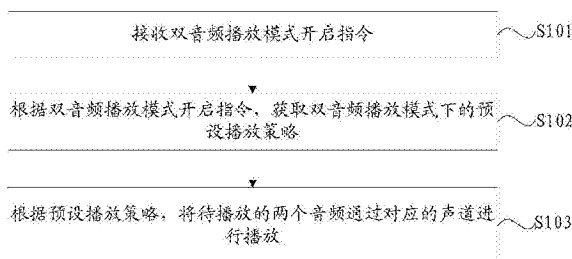 接收双音频播放模式开启指令
S101
根据双音频播放模式开启指令，获取双音频播放模式下的预
设播放策略
S102
根据预设播放策略，将待播放的两个音频通过对应的声道进
行播放
S103